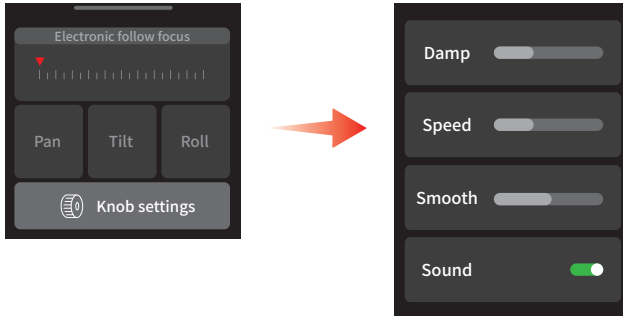 Electronic follow focus
Pan Tilt Roll
Knob settings
Damp
Speed
Smooth
Sound